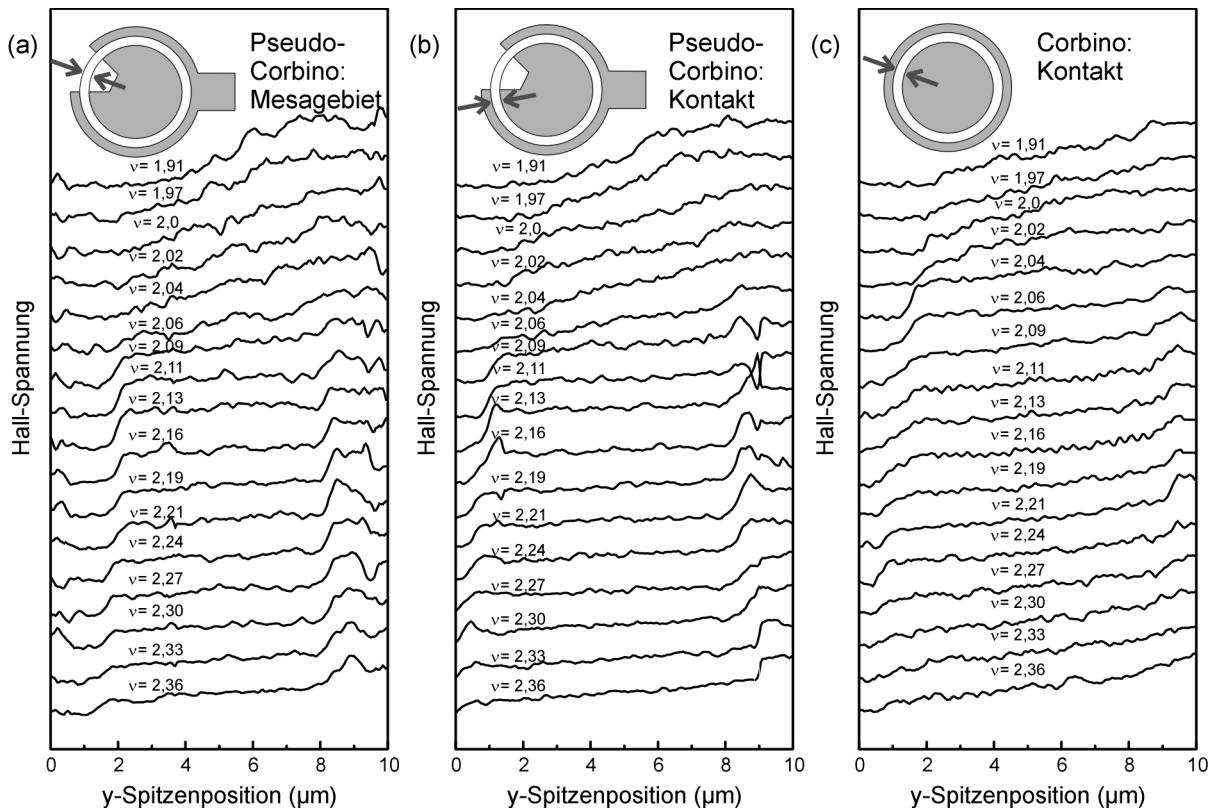 (a)
Pseudo-
Corbino:
Mesagebiet
ν= 1,91
ν= 1,97
ν= 2,0
ν= 2,02
ν= 2,04
ν= 2,06
ν= 2,09
ν= 2,11
ν= 2,13
ν= 2,16
ν= 2,19
ν= 2,21
ν= 2,24
ν= 2,27
ν= 2,30
ν= 2,33
ν= 2,36
Hall-Spannung
0 2 4 6 8 10
y-Spitzenposition (µm)
(b)
Pseudo-
Corbino:
Kontakt
ν= 1,91
ν= 1,97
ν= 2,0
ν= 2,02
ν= 2,04
ν= 2,06
ν= 2,09
ν= 2,11
ν= 2,13
ν= 2,16
ν= 2,19
ν= 2,21
ν= 2,24
ν= 2,27
ν= 2,30
ν= 2,33
ν= 2,36
Hall-Spannung
0 2 4 6 8 10
y-Spitzenposition (µm)
(c)
Corbino:
Kontakt
ν= 1,91
ν= 1,97
ν= 2,0
ν= 2,02
ν= 2,04
ν= 2,06
ν= 2,09
ν= 2,11
ν= 2,13
ν= 2,16
ν= 2,19
ν= 2,21
ν= 2,24
ν= 2,27
ν= 2,30
ν= 2,33
ν= 2,36
Hall-Spannung
0 2 4 6 8 10
y-Spitzenposition (µm)